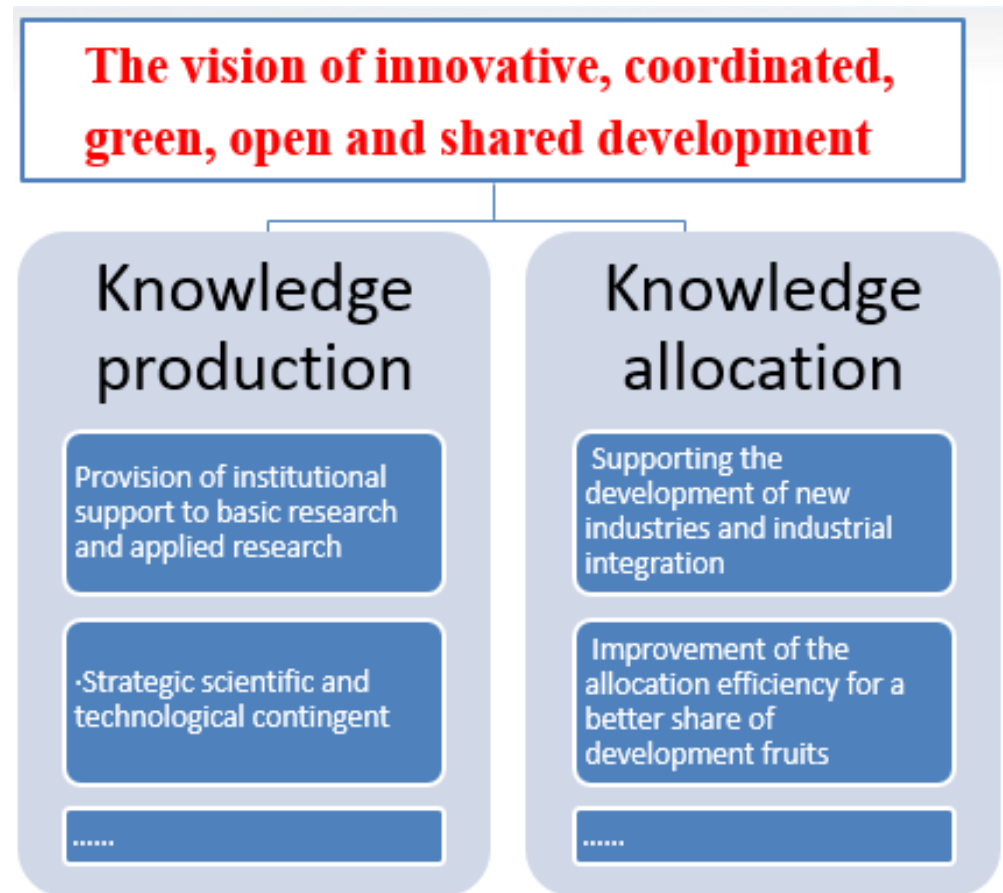 The vision of innovative, coordinated,
green, open and shared development
Knowledge
production
Provision of institutional
support to basic research
and applied research
·Strategic scientific and
technological contingent
......
Knowledge
allocation
Supporting the
development of new
industries and industrial
integration
Improvement of the
allocation efficiency for a
better share of
development fruits
......